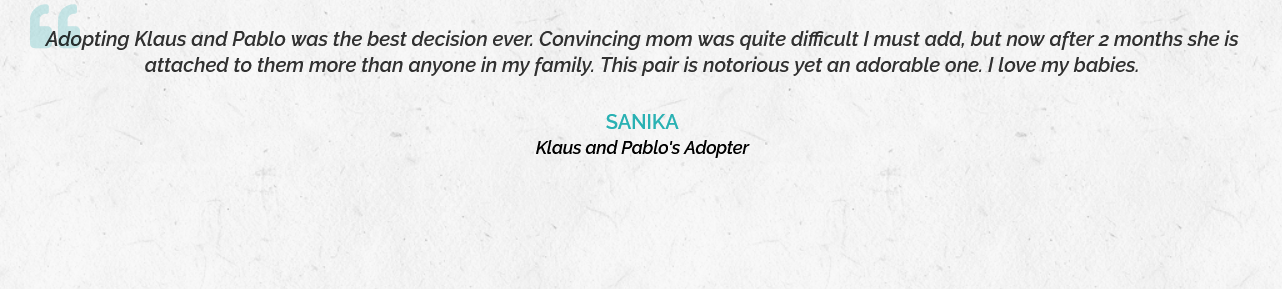 Adopting Klaus and Pablo was the best decision ever. Convincing mom was quite difficult I must add, but now after 2 months she is
attached to them more than anyone in my family. This pair is notorious yet an adorable one. I love my babies.
SANIKA
Klaus and Pablo's Adopter